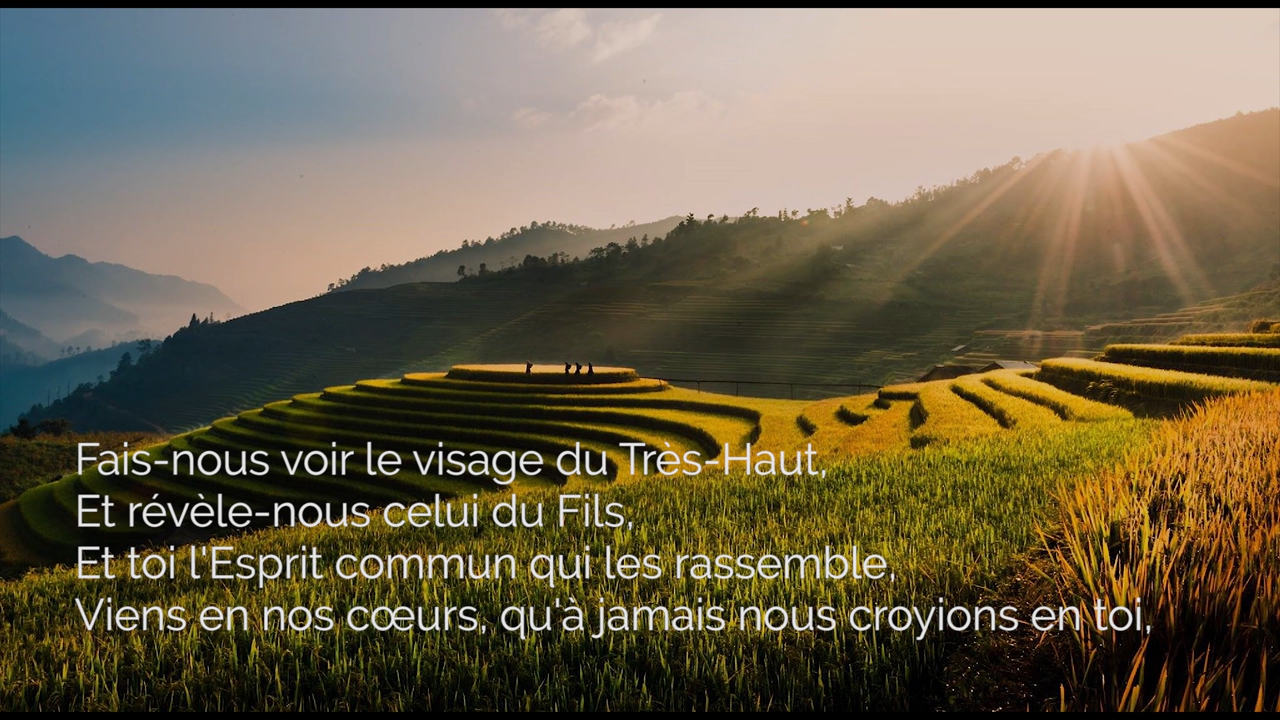 Fais-nous voir le visage du Très-Haut,
Et révèle-nous celui du Fils,
Et toi l'Esprit commun qui les rassemble,
Viens en nos cœurs, qu'à jamais nous croyions en toi,